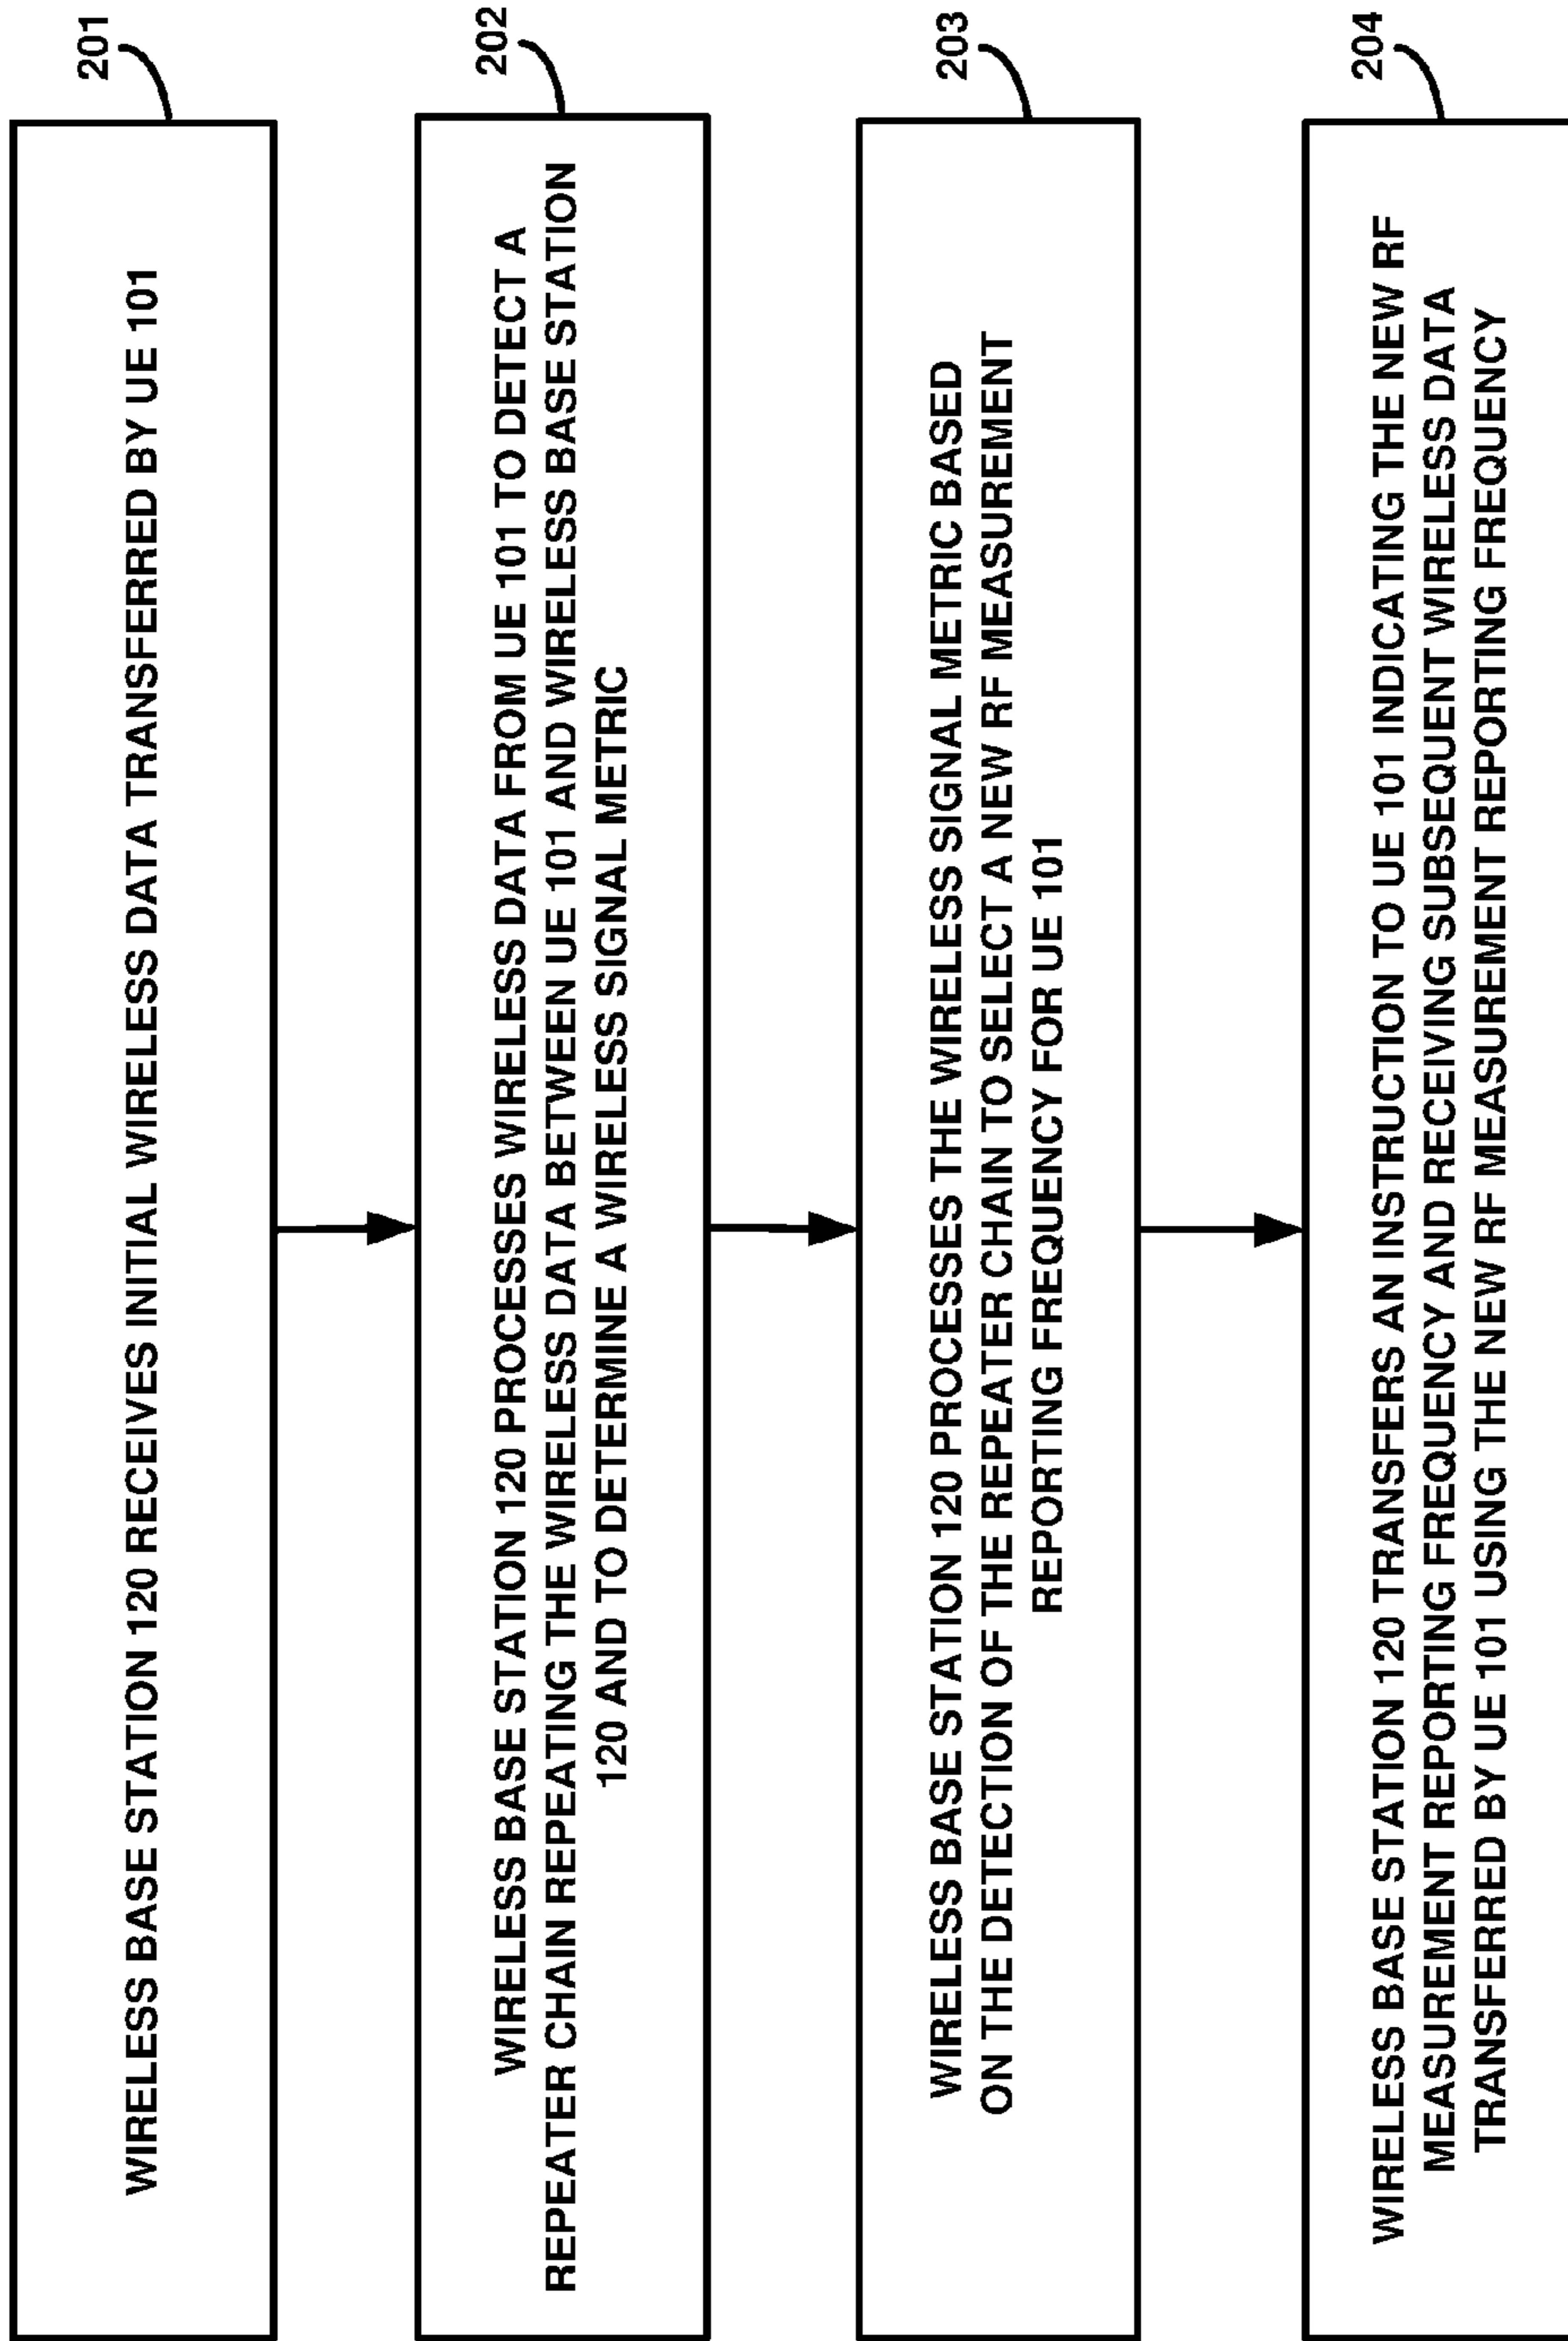 WIRELESS BASE STATION 120 RECEIVES INITIAL WIRELESS DATA TRANSFERRED BY UE 101
201
WIRELESS BASE STATION 120 PROCESSES WIRELESS DATA FROM UE 101 TO DETECT A
REPEATER CHAIN REPEATING THE WIRELESS DATA BETWEEN UE 101 AND WIRELESS BASE STATION
120 AND TO DETERMINE A WIRELESS SIGNAL METRIC
202
WIRELESS BASE STATION 120 PROCESSES THE WIRELESS SIGNAL METRIC BASED
ON THE DETECTION OF THE REPEATER CHAIN TO SELECT A NEW RF MEASUREMENT
REPORTING FREQUENCY FOR UE 101
203
WIRELESS BASE STATION 120 TRANSFERS AN INSTRUCTION TO UE 101 INDICATING THE NEW RF
MEASUREMENT REPORTING FREQUENCY AND RECEIVING SUBSEQUENT WIRELESS DATA
TRANSFERRED BY UE 101 USING THE NEW RF MEASUREMENT REPORTING FREQUENCY
204